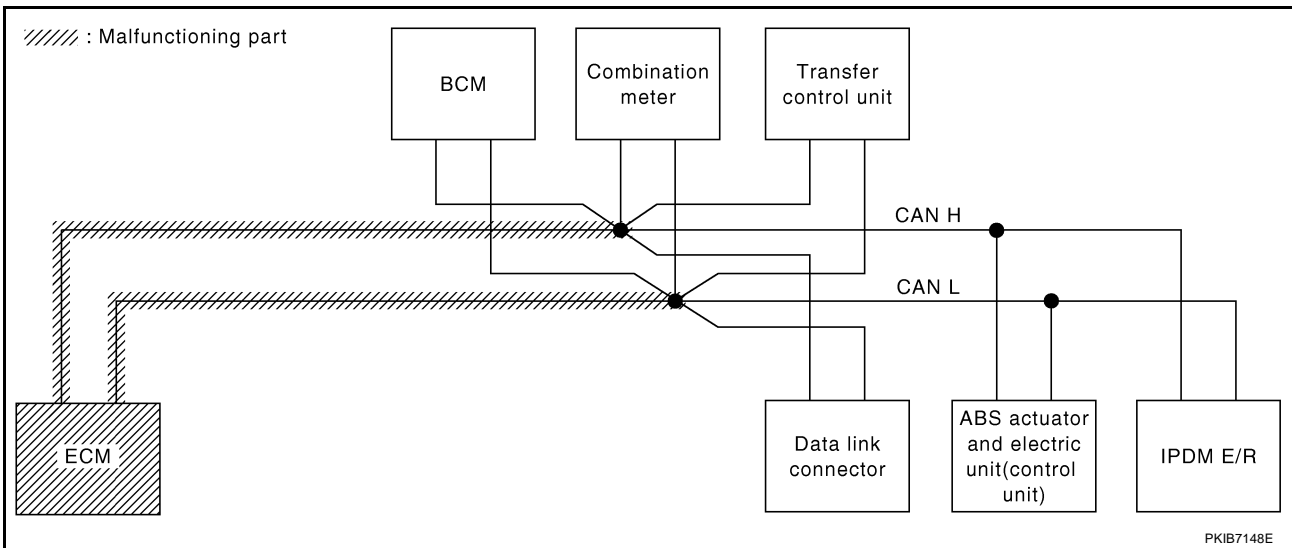 : Malfunctioning part
BCM
Combination
meter
Transfer
control unit
CAN H
CAN L
ECM
Data link
connector
ABS actuator
and electric
unit(control
unit)
IPDM E/R
PKIB7148E